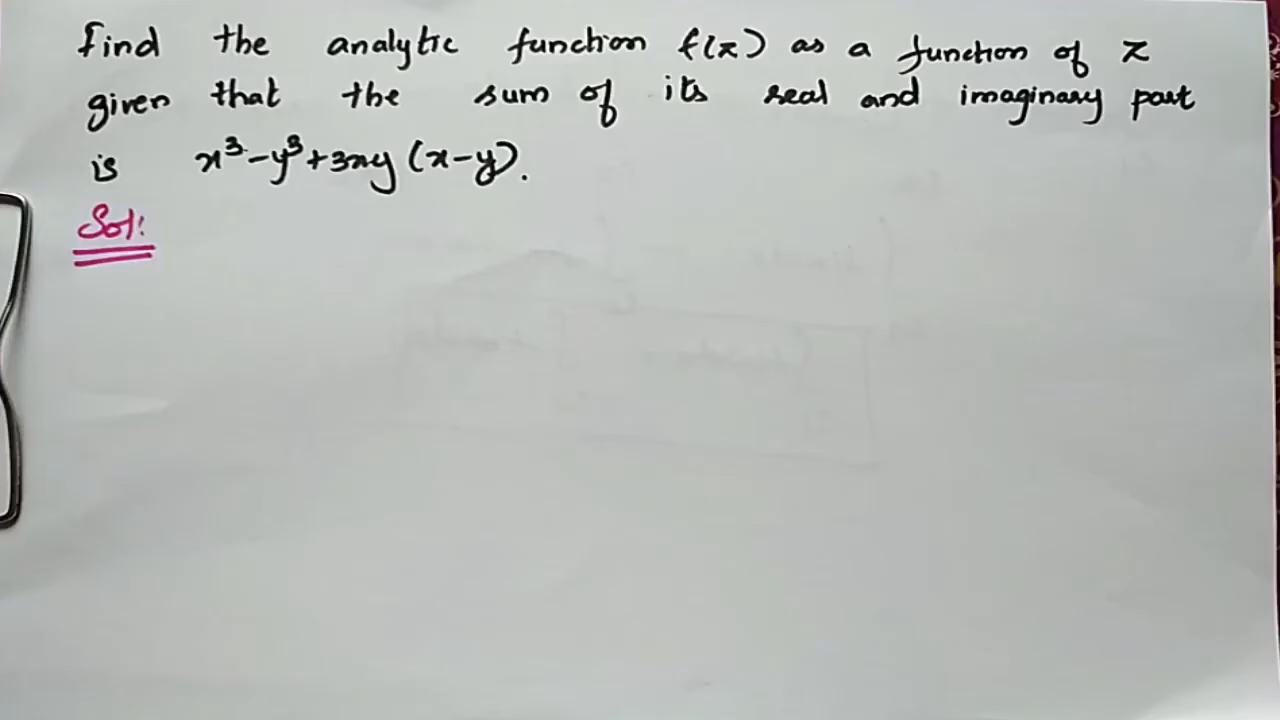 Find the analytic function f(z) as a function of z
given that the sum of its real and imaginary part
is x³-y³+3xy (x-y).
Sol: